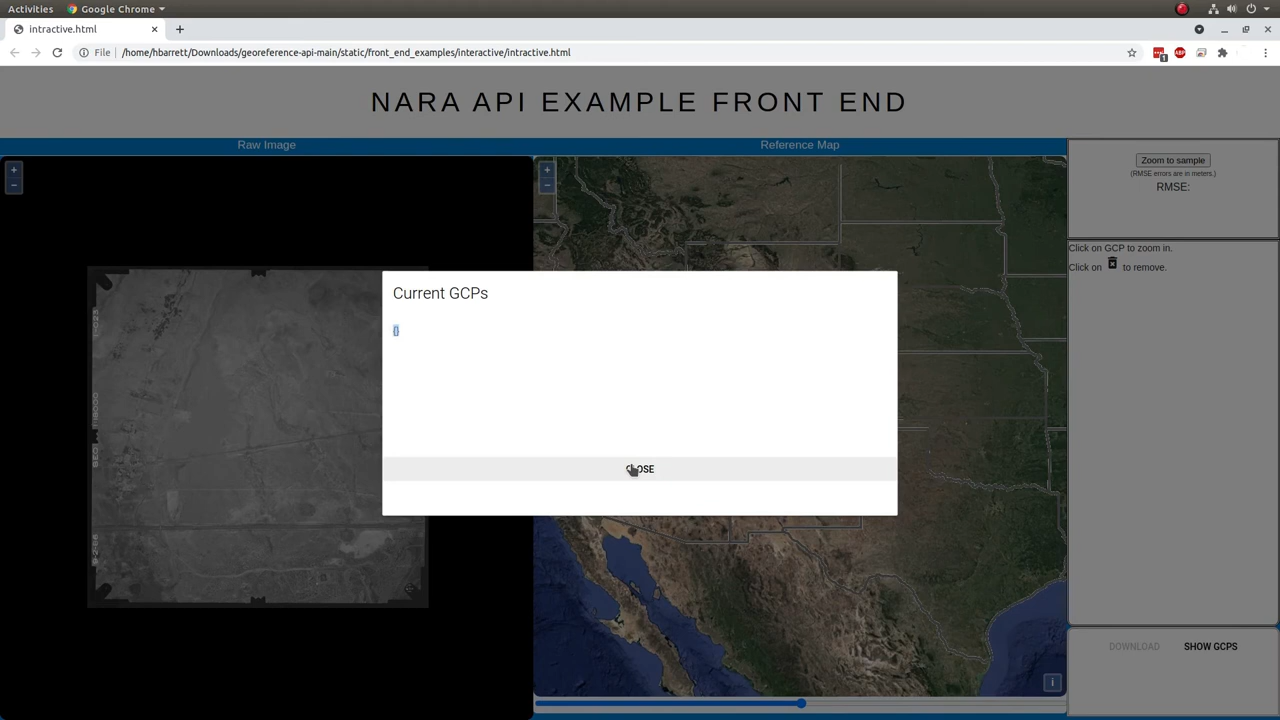 Activities
Google Chrome
intractive.html
File
/home/hbarrett/Downloads/georeference-api-main/static/front_end_examples/interactive/intractive.html
1
ABP
NARA API EXAMPLE FRONT END
Raw Image
Reference Map
+
-
+
-
Zoom to sample
(RMSE errors are in meters.)
RMSE:
Click on GCP to zoom in.
Click on to remove.
Current GCPs
{}
CLOSE
i
DOWNLOAD
SHOW GCPS